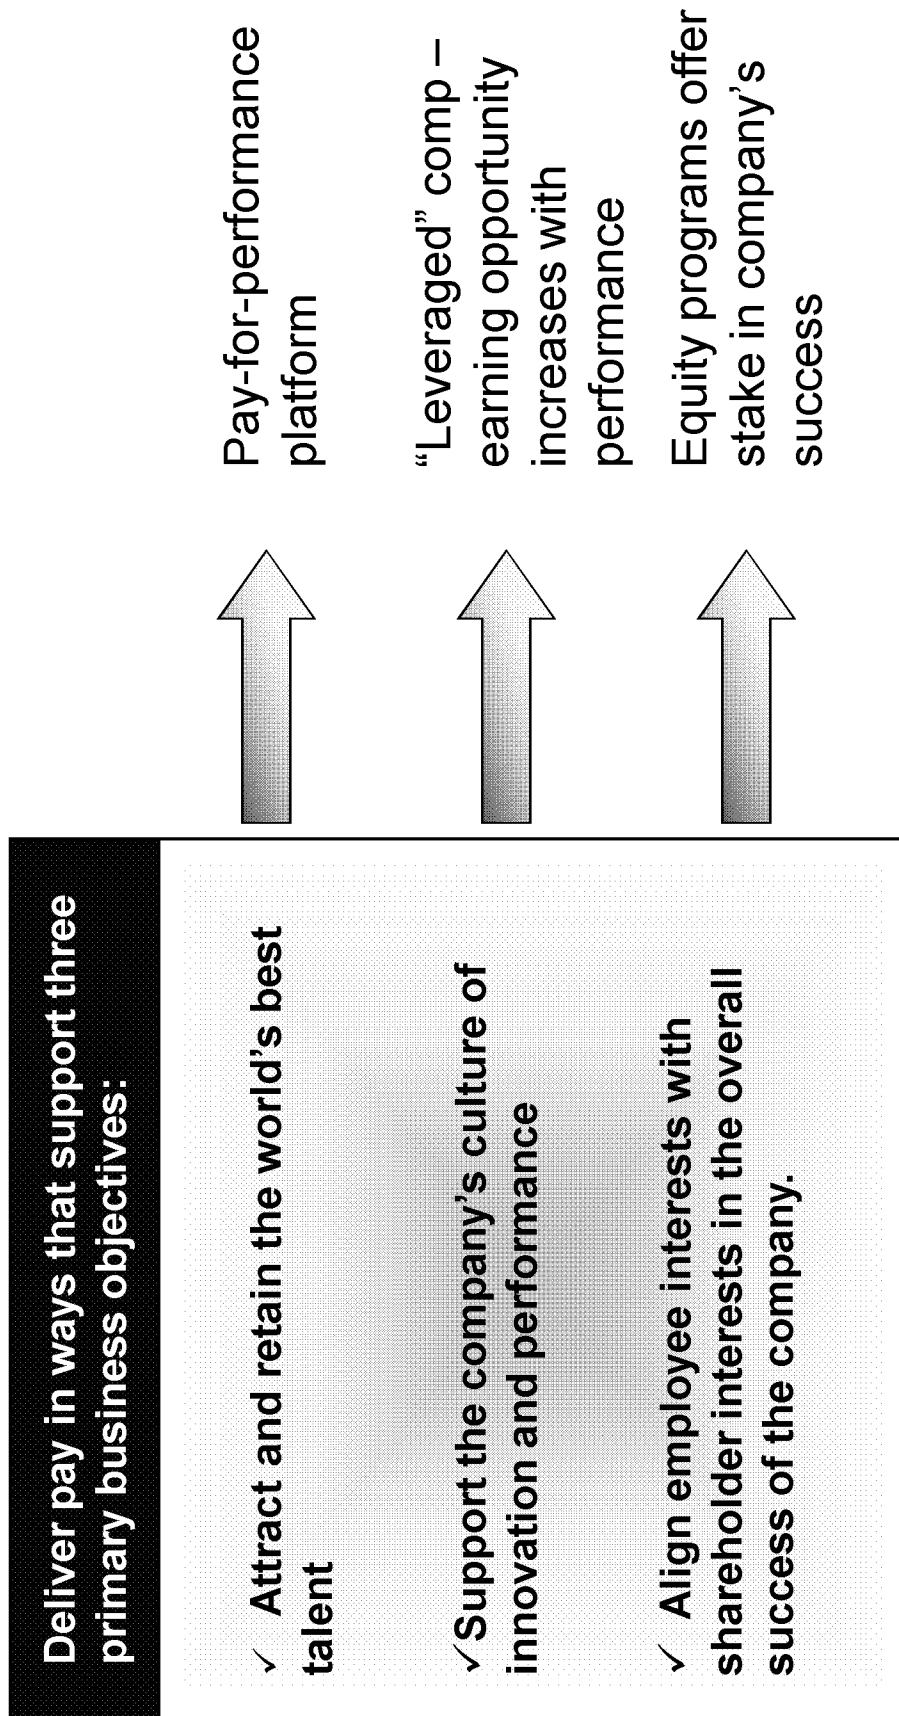 Deliver pay in ways that support three
primary business objectives:
✓ Attract and retain the world's best
talent
✓Support the company's culture of
innovation and performance
✓ Align employee interests with
shareholder interests in the overall
success of the company.
Pay-for-performance
platform
“Leveraged” comp –
earning opportunity
increases with
performance
Equity programs offer
stake in company's
success